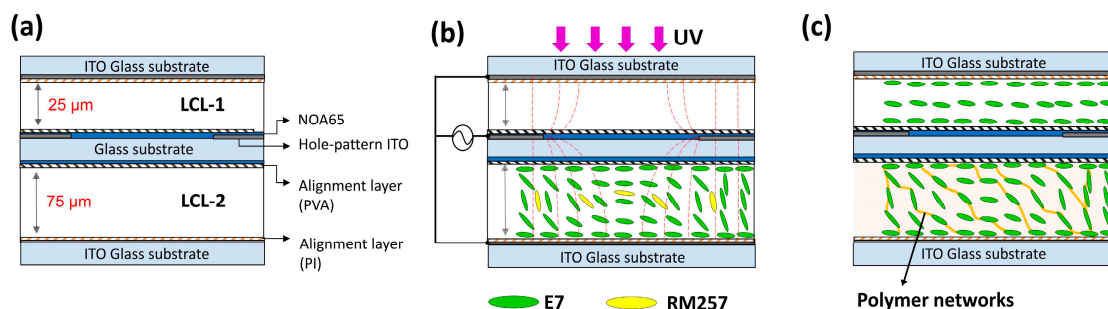 (a)
ITO Glass substrate
25 µm
LCL-1
NOA65
Hole-pattern ITO
Glass substrate
Alignment layer
(PVA)
75 µm
LCL-2
Alignment layer
(PI)
ITO Glass substrate
(b)
UV
ITO Glass substrate
ITO Glass substrate
E7
RM257
(c)
ITO Glass substrate
ITO Glass substrate
Polymer networks